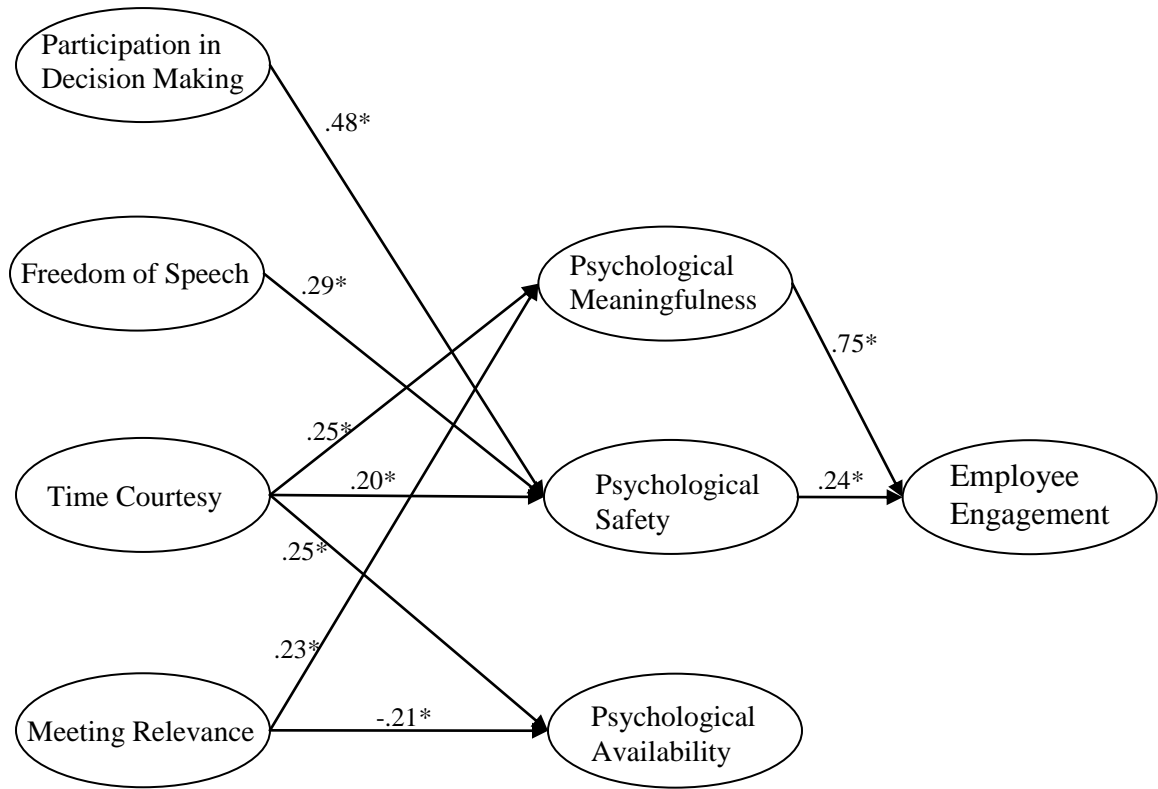 Participation in
Decision Making
.48*
Freedom of Speech
.29*
Psychological
Meaningfulness
.75*
.25*
Time Courtesy
.20*
Psychological
Safety
.24*
Employee
Engagement
.25*
.23*
Meeting Relevance
-.21*
Psychological
Availability